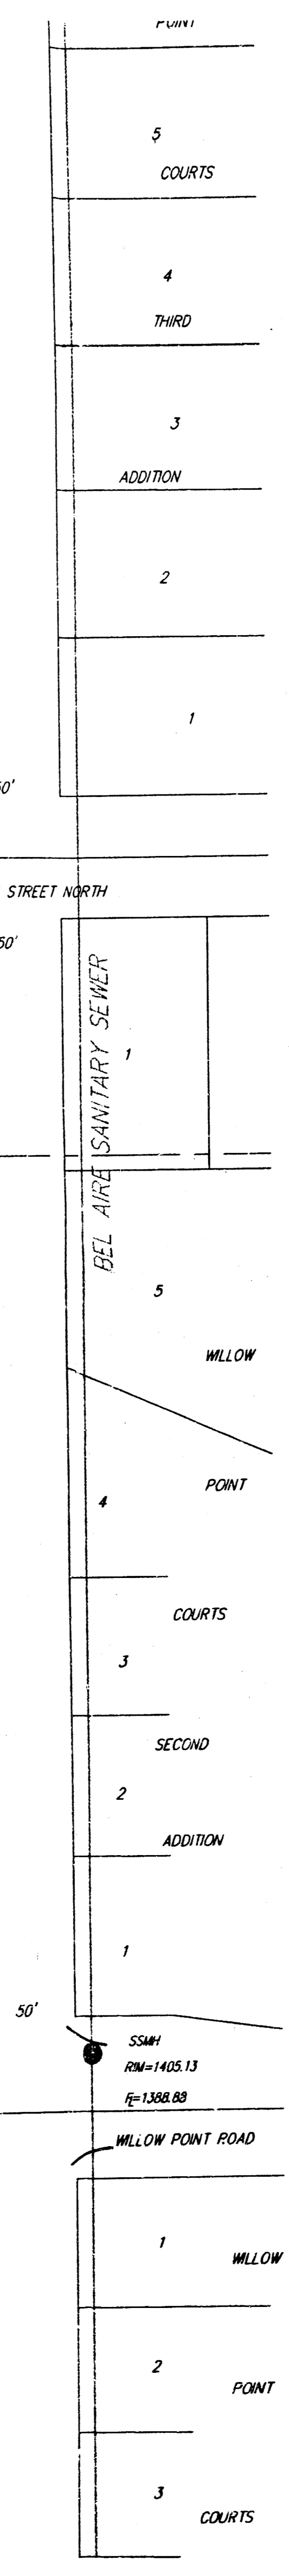 POINT
5
COURTS
4
THIRD
3
ADDITION
2
1
50'
STREET NORTH
50'
BEL AIRE SANITARY SEWER
1
5
WILLOW
POINT
4
COURTS
3
SECOND
2
ADDITION
1
50'
SSMH
RIM=1405.13
FL=1388.88
WILLOW POINT ROAD
1
WILLOW
2
POINT
3
COURTS